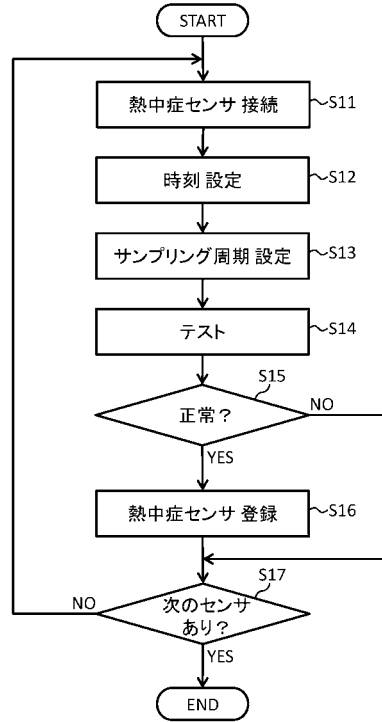 START
熱中症センサ 接続
S11
時刻 設定
S12
サンプリング周期 設定
S13
テスト
S14
S15
正常？
NO
YES
熱中症センサ 登録
S16
S17
次のセンサ
あり？
NO
YES
END